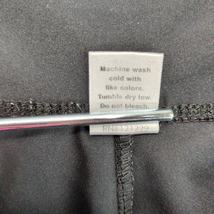 Machine wash
cold with
like colors.
Tumble dry low.
Do not bleach.